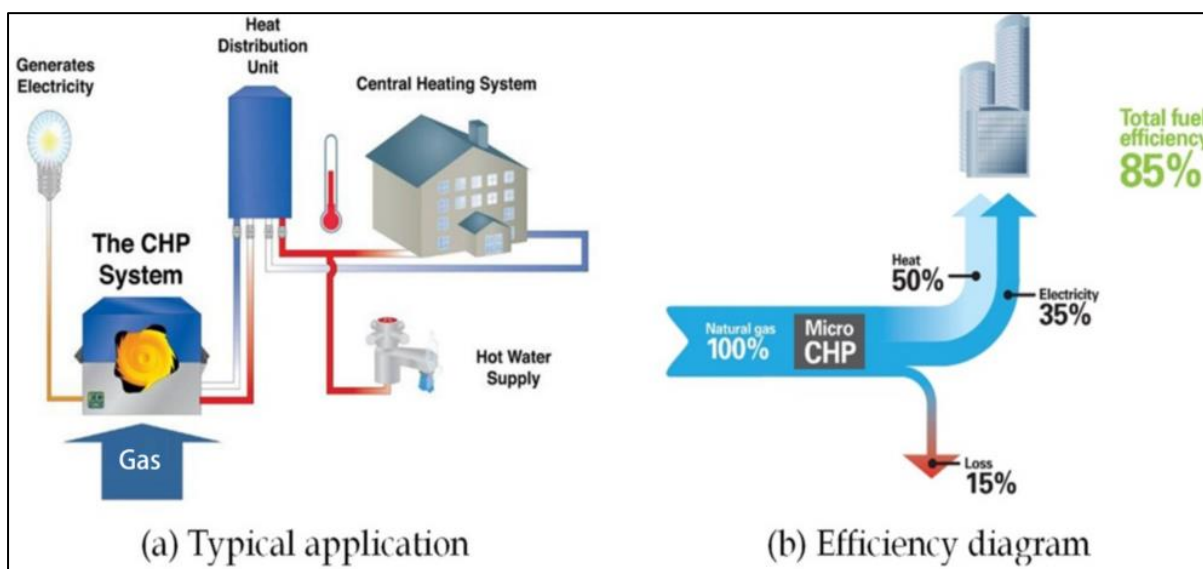 Generates
Electricity
Heat
Distribution
Unit
Central Heating System
The CHP
System
Hot Water
Supply
Gas
(a) Typical application
Total fuel
efficiency
85%
Heat
50%
Electricity
35%
Natural gas
100%
Micro
CHP
Loss
15%
(b) Efficiency diagram